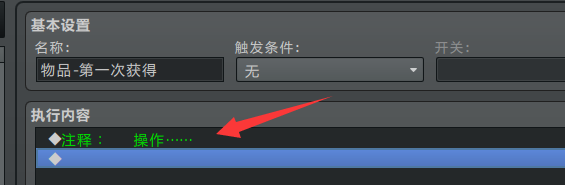 基本设置
名称： 触发条件： 开关：
物品-第一次获得 无
执行内容
◆注释： 操作……
◆